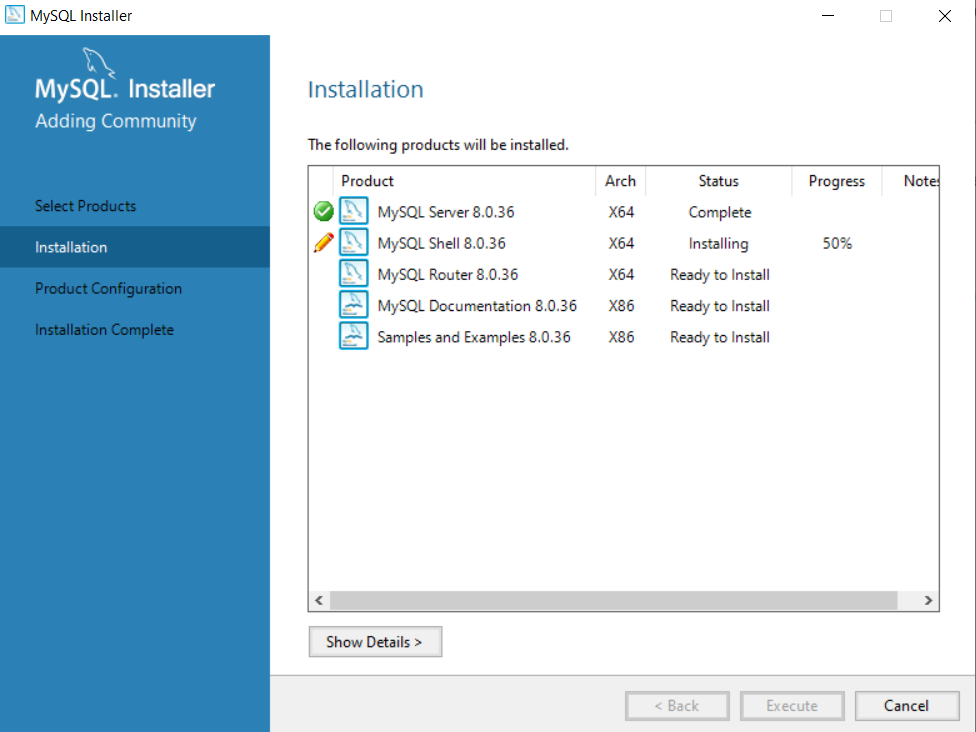 MySQL Installer
MySQL. Installer
Adding Community
Select Products
Installation
Product Configuration
Installation Complete
Installation
The following products will be installed.
Product Arch Status Progress Notes
MySQL Server 8.0.36 X64 Complete
MySQL Shell 8.0.36 X64 Installing 50%
MySQL Router 8.0.36 X64 Ready to Install
MySQL Documentation 8.0.36 X86 Ready to Install
Samples and Examples 8.0.36 X86 Ready to Install
Show Details >
< Back Execute Cancel